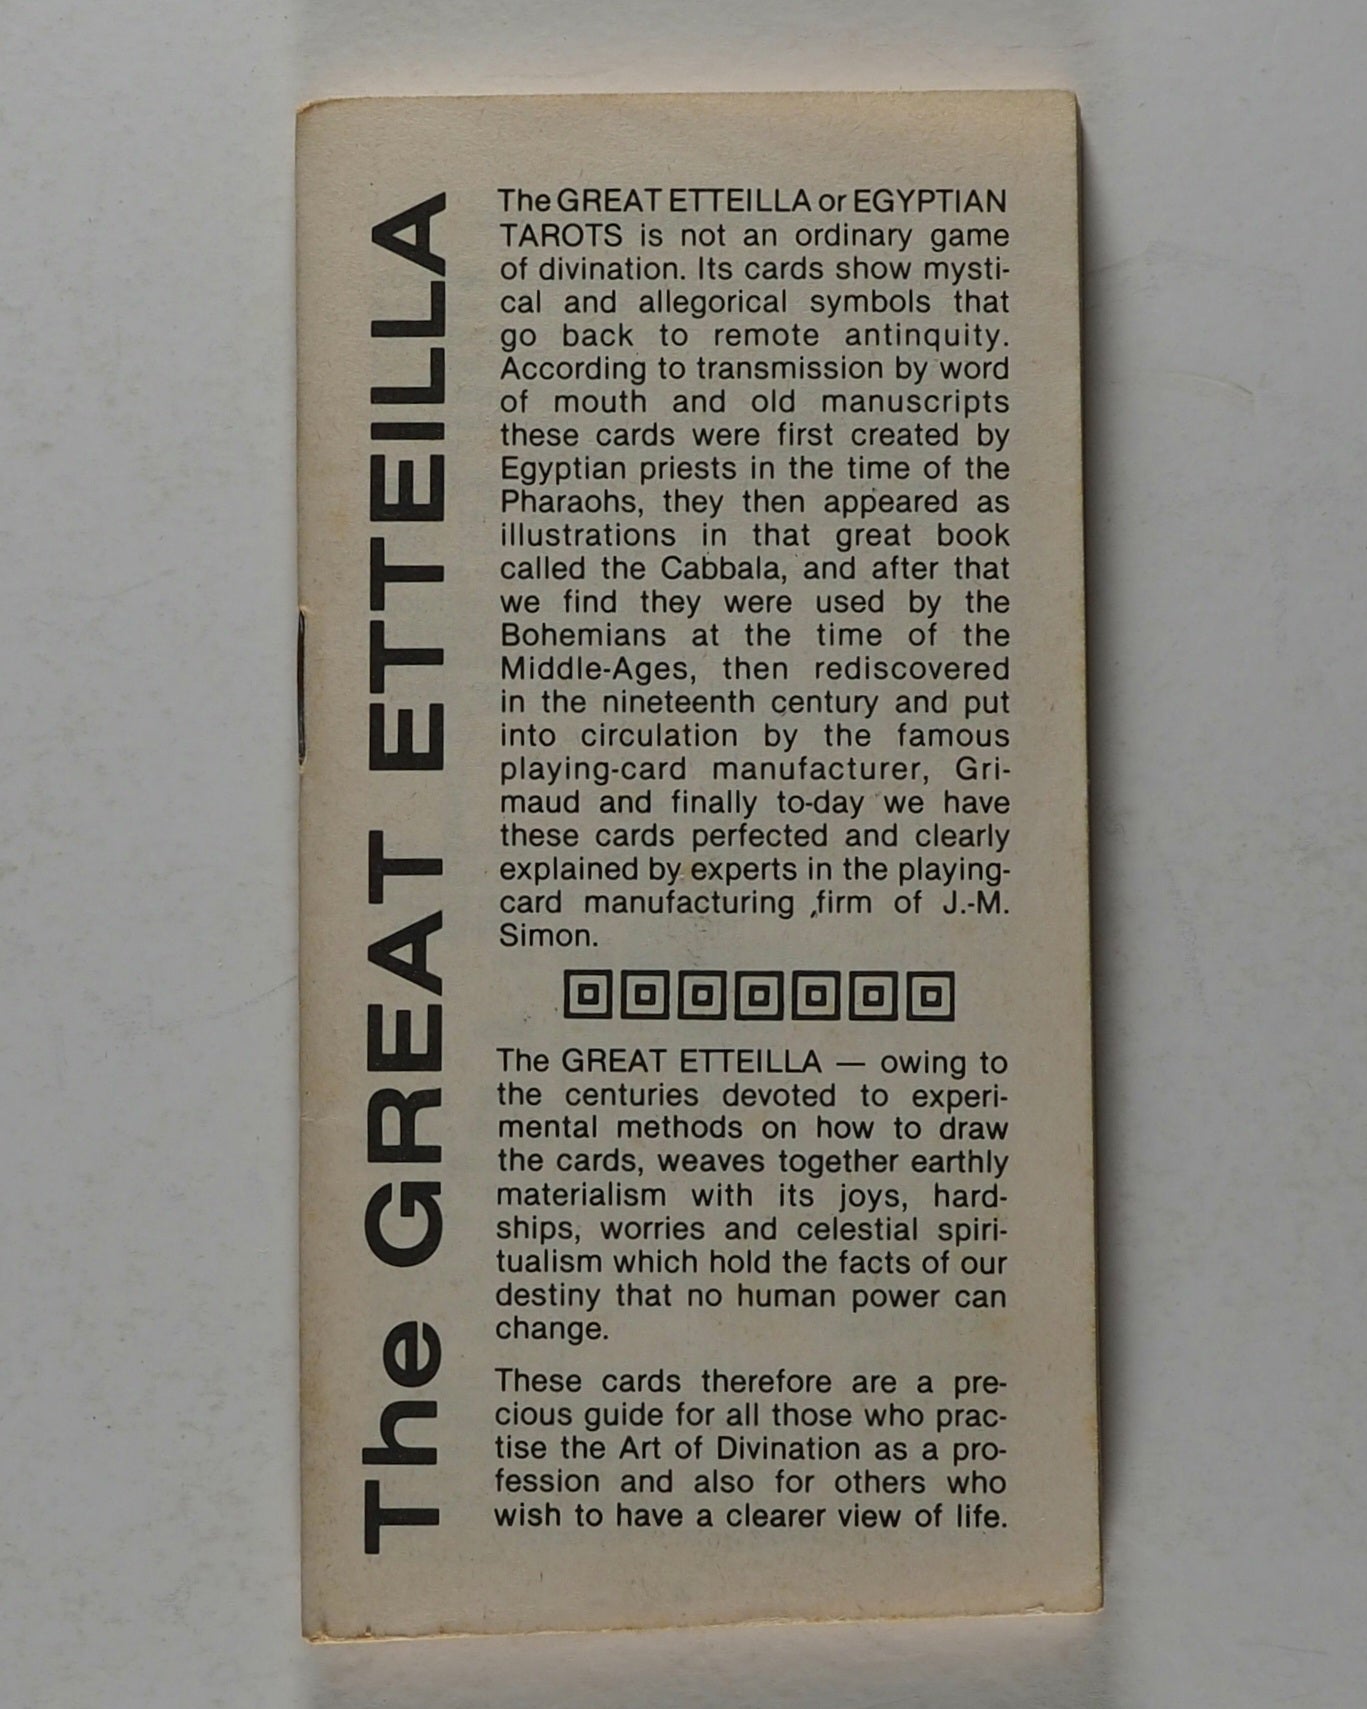 The GREAT ETTEILLA
The GREAT ETTEILLA or EGYPTIAN
TAROTS is not an ordinary game
of divination. Its cards show mysti-
cal and allegorical symbols that
go back to remote antinquity.
According to transmission by word
of mouth and old manuscripts
these cards were first created by
Egyptian priests in the time of the
Pharaohs, they then appeared as
illustrations in that great book
called the Cabbala, and after that
we find they were used by the
Bohemians at the time of the
Middle-Ages, then rediscovered
in the nineteenth century and put
into circulation by the famous
playing-card manufacturer, Gri-
maud and finally to-day we have
these cards perfected and clearly
explained by experts in the playing-
card manufacturing firm of J.-M.
Simon.
The GREAT ETTEILLA — owing to
the centuries devoted to experi-
mental methods on how to draw
the cards, weaves together earthly
materialism with its joys, hard-
ships, worries and celestial spiri-
tualism which hold the facts of our
destiny that no human power can
change.
These cards therefore are a pre-
cious guide for all those who prac-
tise the Art of Divination as a pro-
fession and also for others who
wish to have a clearer view of life.